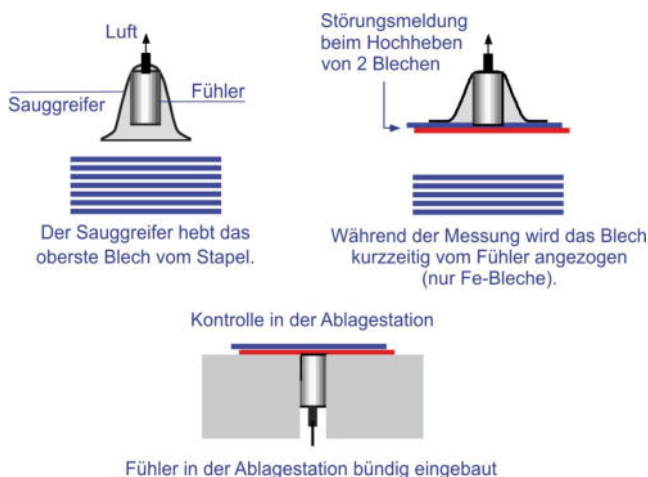 Luft
Sauggreifer
Fühler
Der Sauggreifer hebt das
oberste Blech vom Stapel.
Störungsmeldung
beim Hochheben
von 2 Blechen
Während der Messung wird das Blech
kurzzeitig vom Fühler angezogen
(nur Fe-Bleche).
Kontrolle in der Ablagestation
Fühler in der Ablagestation bündig eingebaut